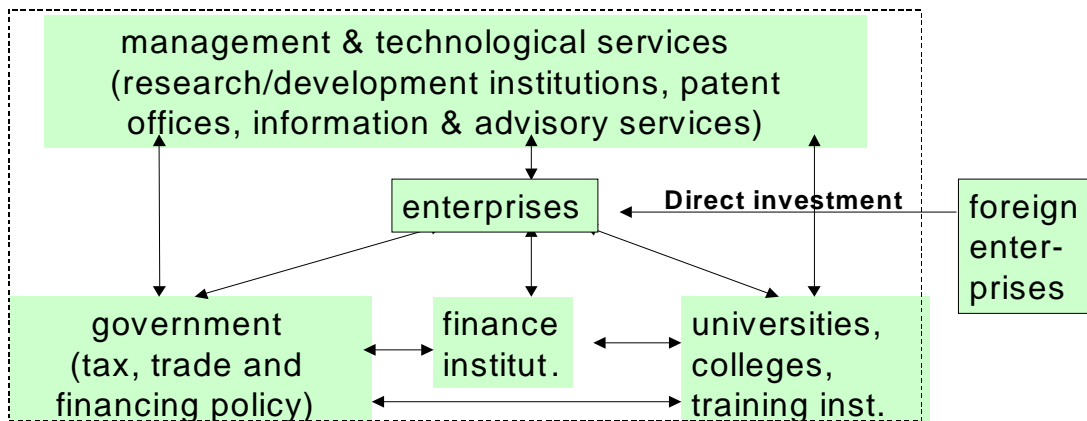 management & technological services
(research/development institutions, patent
offices, information & advisory services)
enterprises
Direct investment
foreign
enter-
prises
government
(tax, trade and
financing policy)
finance
institut.
universities,
colleges,
training inst.